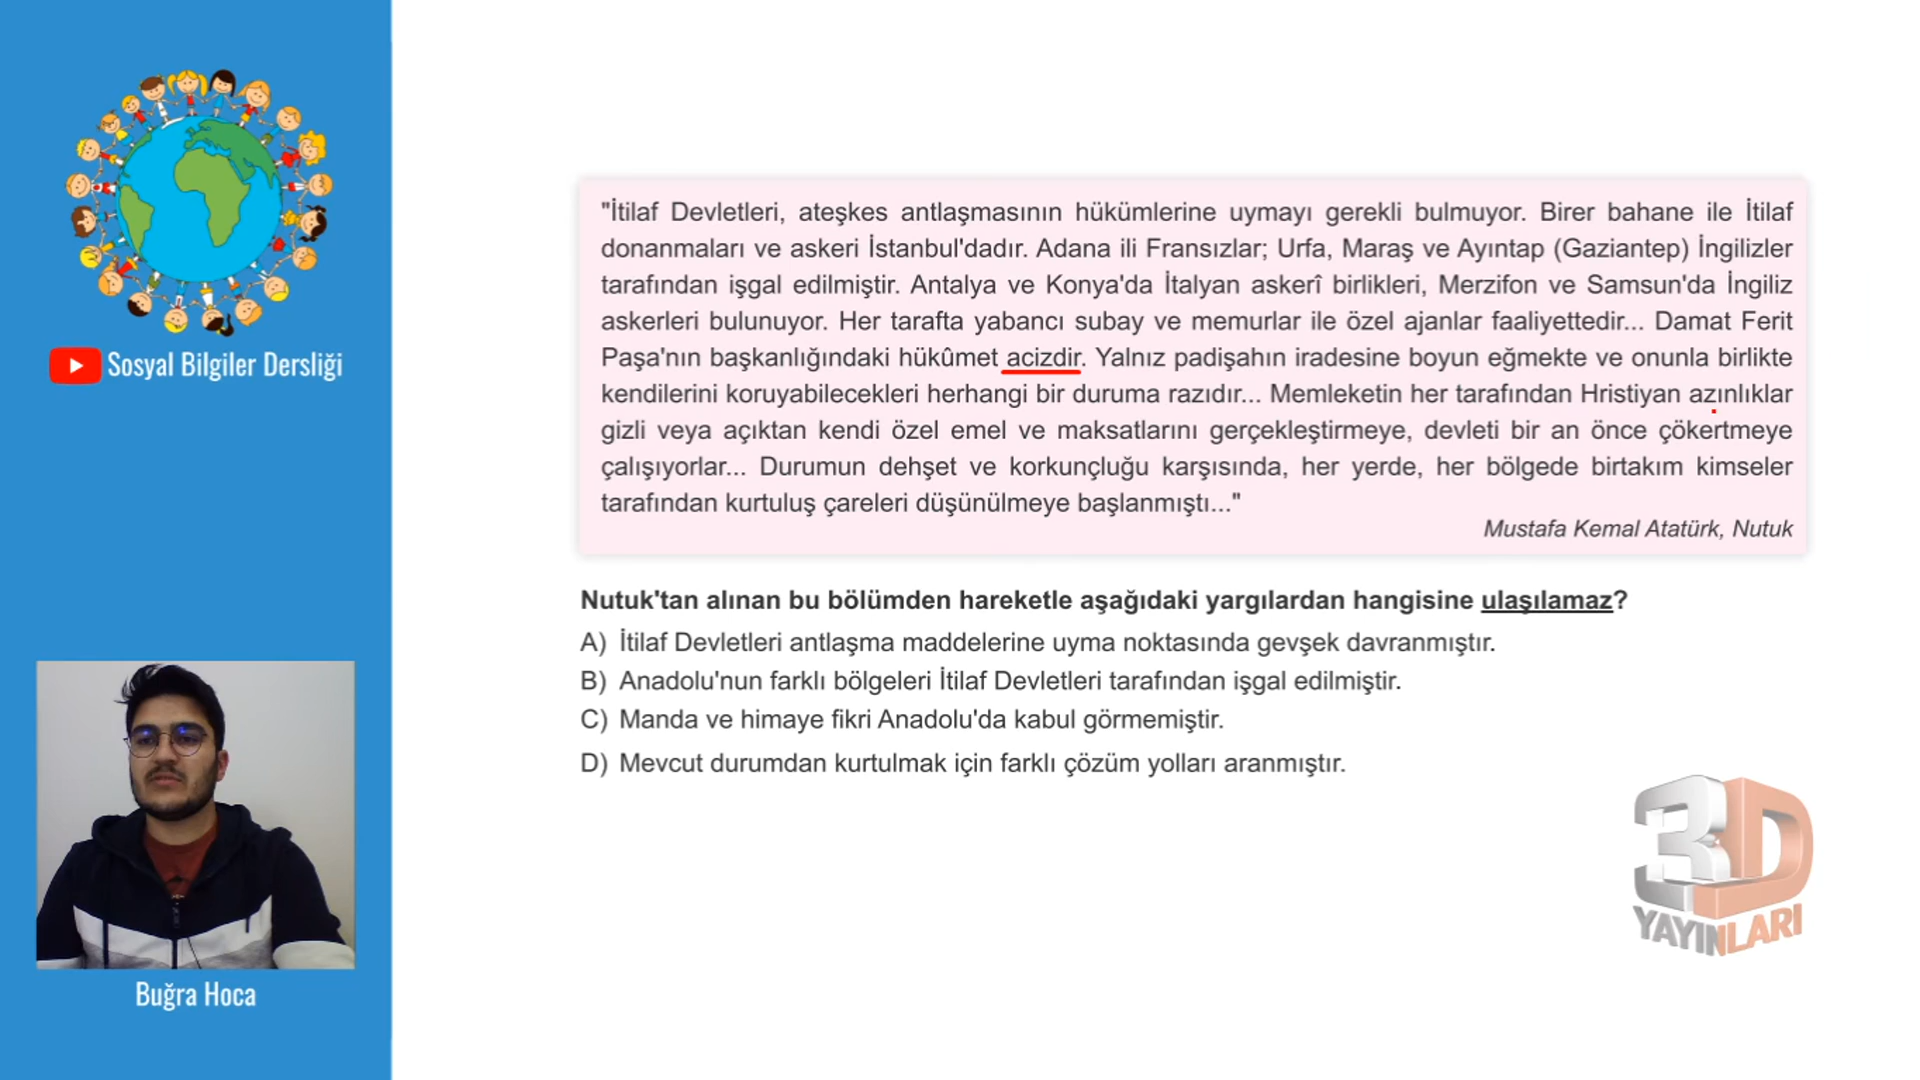 Sosyal Bilgiler Dersliği
Buğra Hoca
"İtilaf Devletleri, ateşkes antlaşmasının hükümlerine uymayı gerekli bulmuyor. Birer bahane ile İtilaf
donanmaları ve askeri İstanbul'dadır. Adana ili Fransızlar; Urfa, Maraş ve Ayıntap (Gaziantep) İngilizler
tarafından işgal edilmiştir. Antalya ve Konya'da İtalyan askerî birlikleri, Merzifon ve Samsun'da İngiliz
askerleri bulunuyor. Her tarafta yabancı subay ve memurlar ile özel ajanlar faaliyettedir... Damat Ferit
Paşa'nın başkanlığındaki hükûmet acizdir. Yalnız padişahın iradesine boyun eğmekte ve onunla birlikte
kendilerini koruyabilecekleri herhangi bir duruma razıdır... Memleketin her tarafından Hristiyan azınlıklar
gizli veya açıktan kendi özel emel ve maksatlarını gerçekleştirmeye, devleti bir an önce çökertmeye
çalışıyorlar... Durumun dehşet ve korkunçluğu karşısında, her yerde, her bölgede birtakım kimseler
tarafından kurtuluş çareleri düşünülmeye başlanmıştı..."
Mustafa Kemal Atatürk, Nutuk
Nutuk'tan alınan bu bölümden hareketle aşağıdaki yargılardan hangisine ulaşılamaz?
A) İtilaf Devletleri antlaşma maddelerine uyma noktasında gevşek davranmıştır.
B) Anadolu'nun farklı bölgeleri İtilaf Devletleri tarafından işgal edilmiştir.
C) Manda ve himaye fikri Anadolu'da kabul görmemiştir.
D) Mevcut durumdan kurtulmak için farklı çözüm yolları aranmıştır.
3D
YAYINLARI